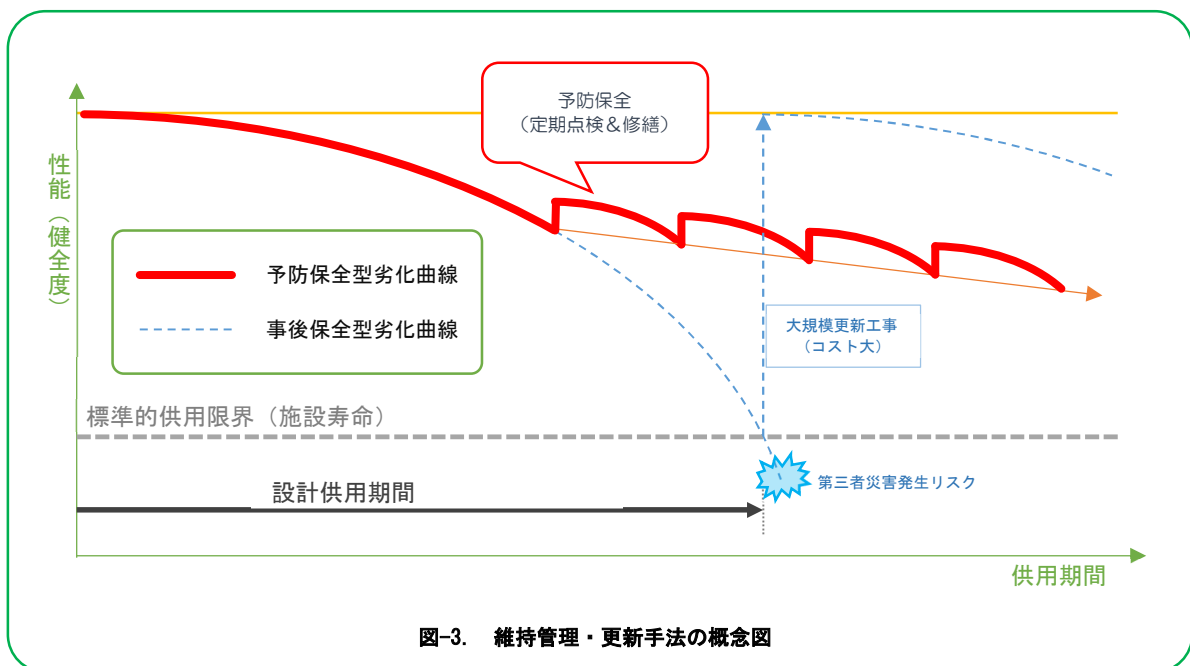 予防保全
（定期点検&修繕）
性能（健全度）
予防保全型劣化曲線
事後保全型劣化曲線
大規模更新工事
（コスト大）
標準的供用限界（施設寿命）
第三者災害発生リスク
設計供用期間
供用期間
図-3. 維持管理・更新手法の概念図